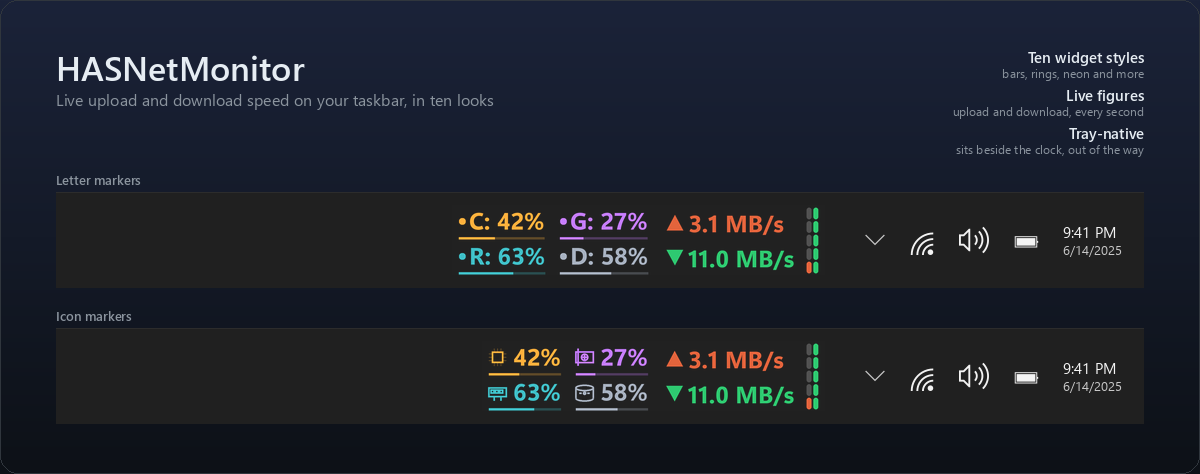 HASNetMonitor
Live upload and download speed on your taskbar, in ten looks
Ten widget styles
bars, rings, neon and more
Live figures
upload and download, every second
Tray-native
sits beside the clock, out of the way
Letter markers
•C: 42% •G: 27% ▲ 3.1 MB/s
•R: 63% •D: 58% ▼ 11.0 MB/s
9:41 PM
6/14/2025
Icon markers
42% 27% ▲ 3.1 MB/s
63% 58% ▼ 11.0 MB/s
9:41 PM
6/14/2025